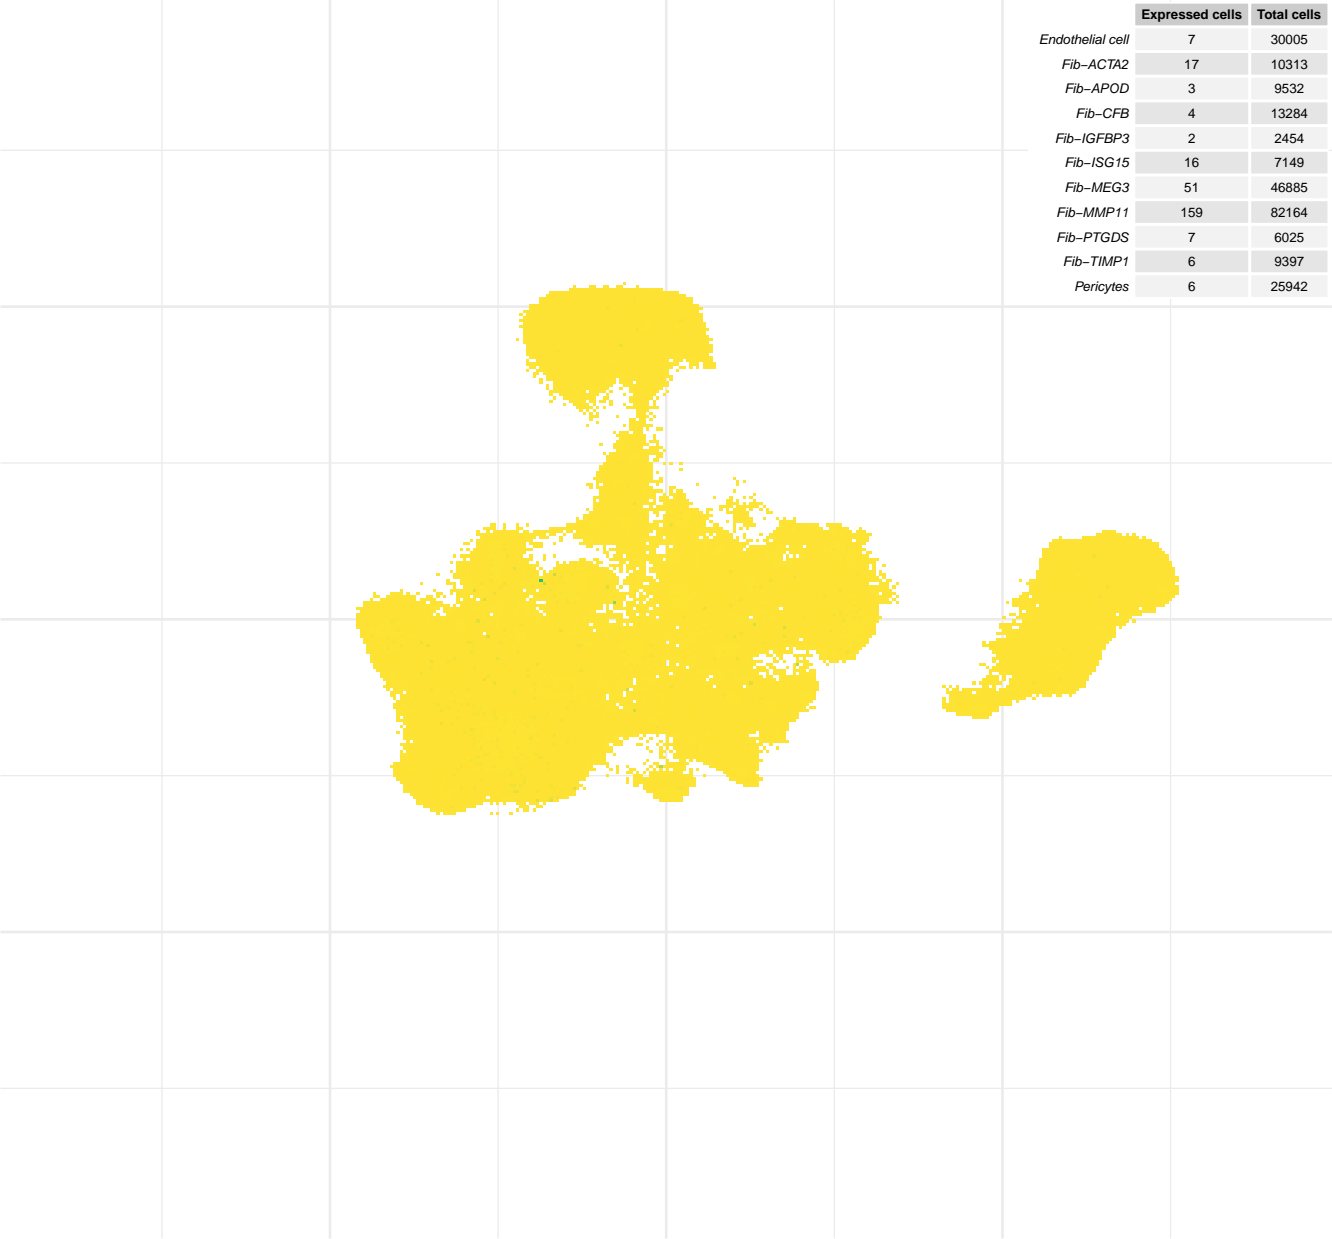 Expressed cells Total cells
Endothelial cell 7 30005
Fib−ACTA2 17 10313
Fib−APOD 3 9532
Fib−CFB 4 13284
Fib−IGFBP3 2 2454
Fib−ISG15 16 7149
Fib−MEG3 51 46885
Fib−MMP11 159 82164
Fib−PTGDS 7 6025
Fib−TIMP1 6 9397
Pericytes 6 25942